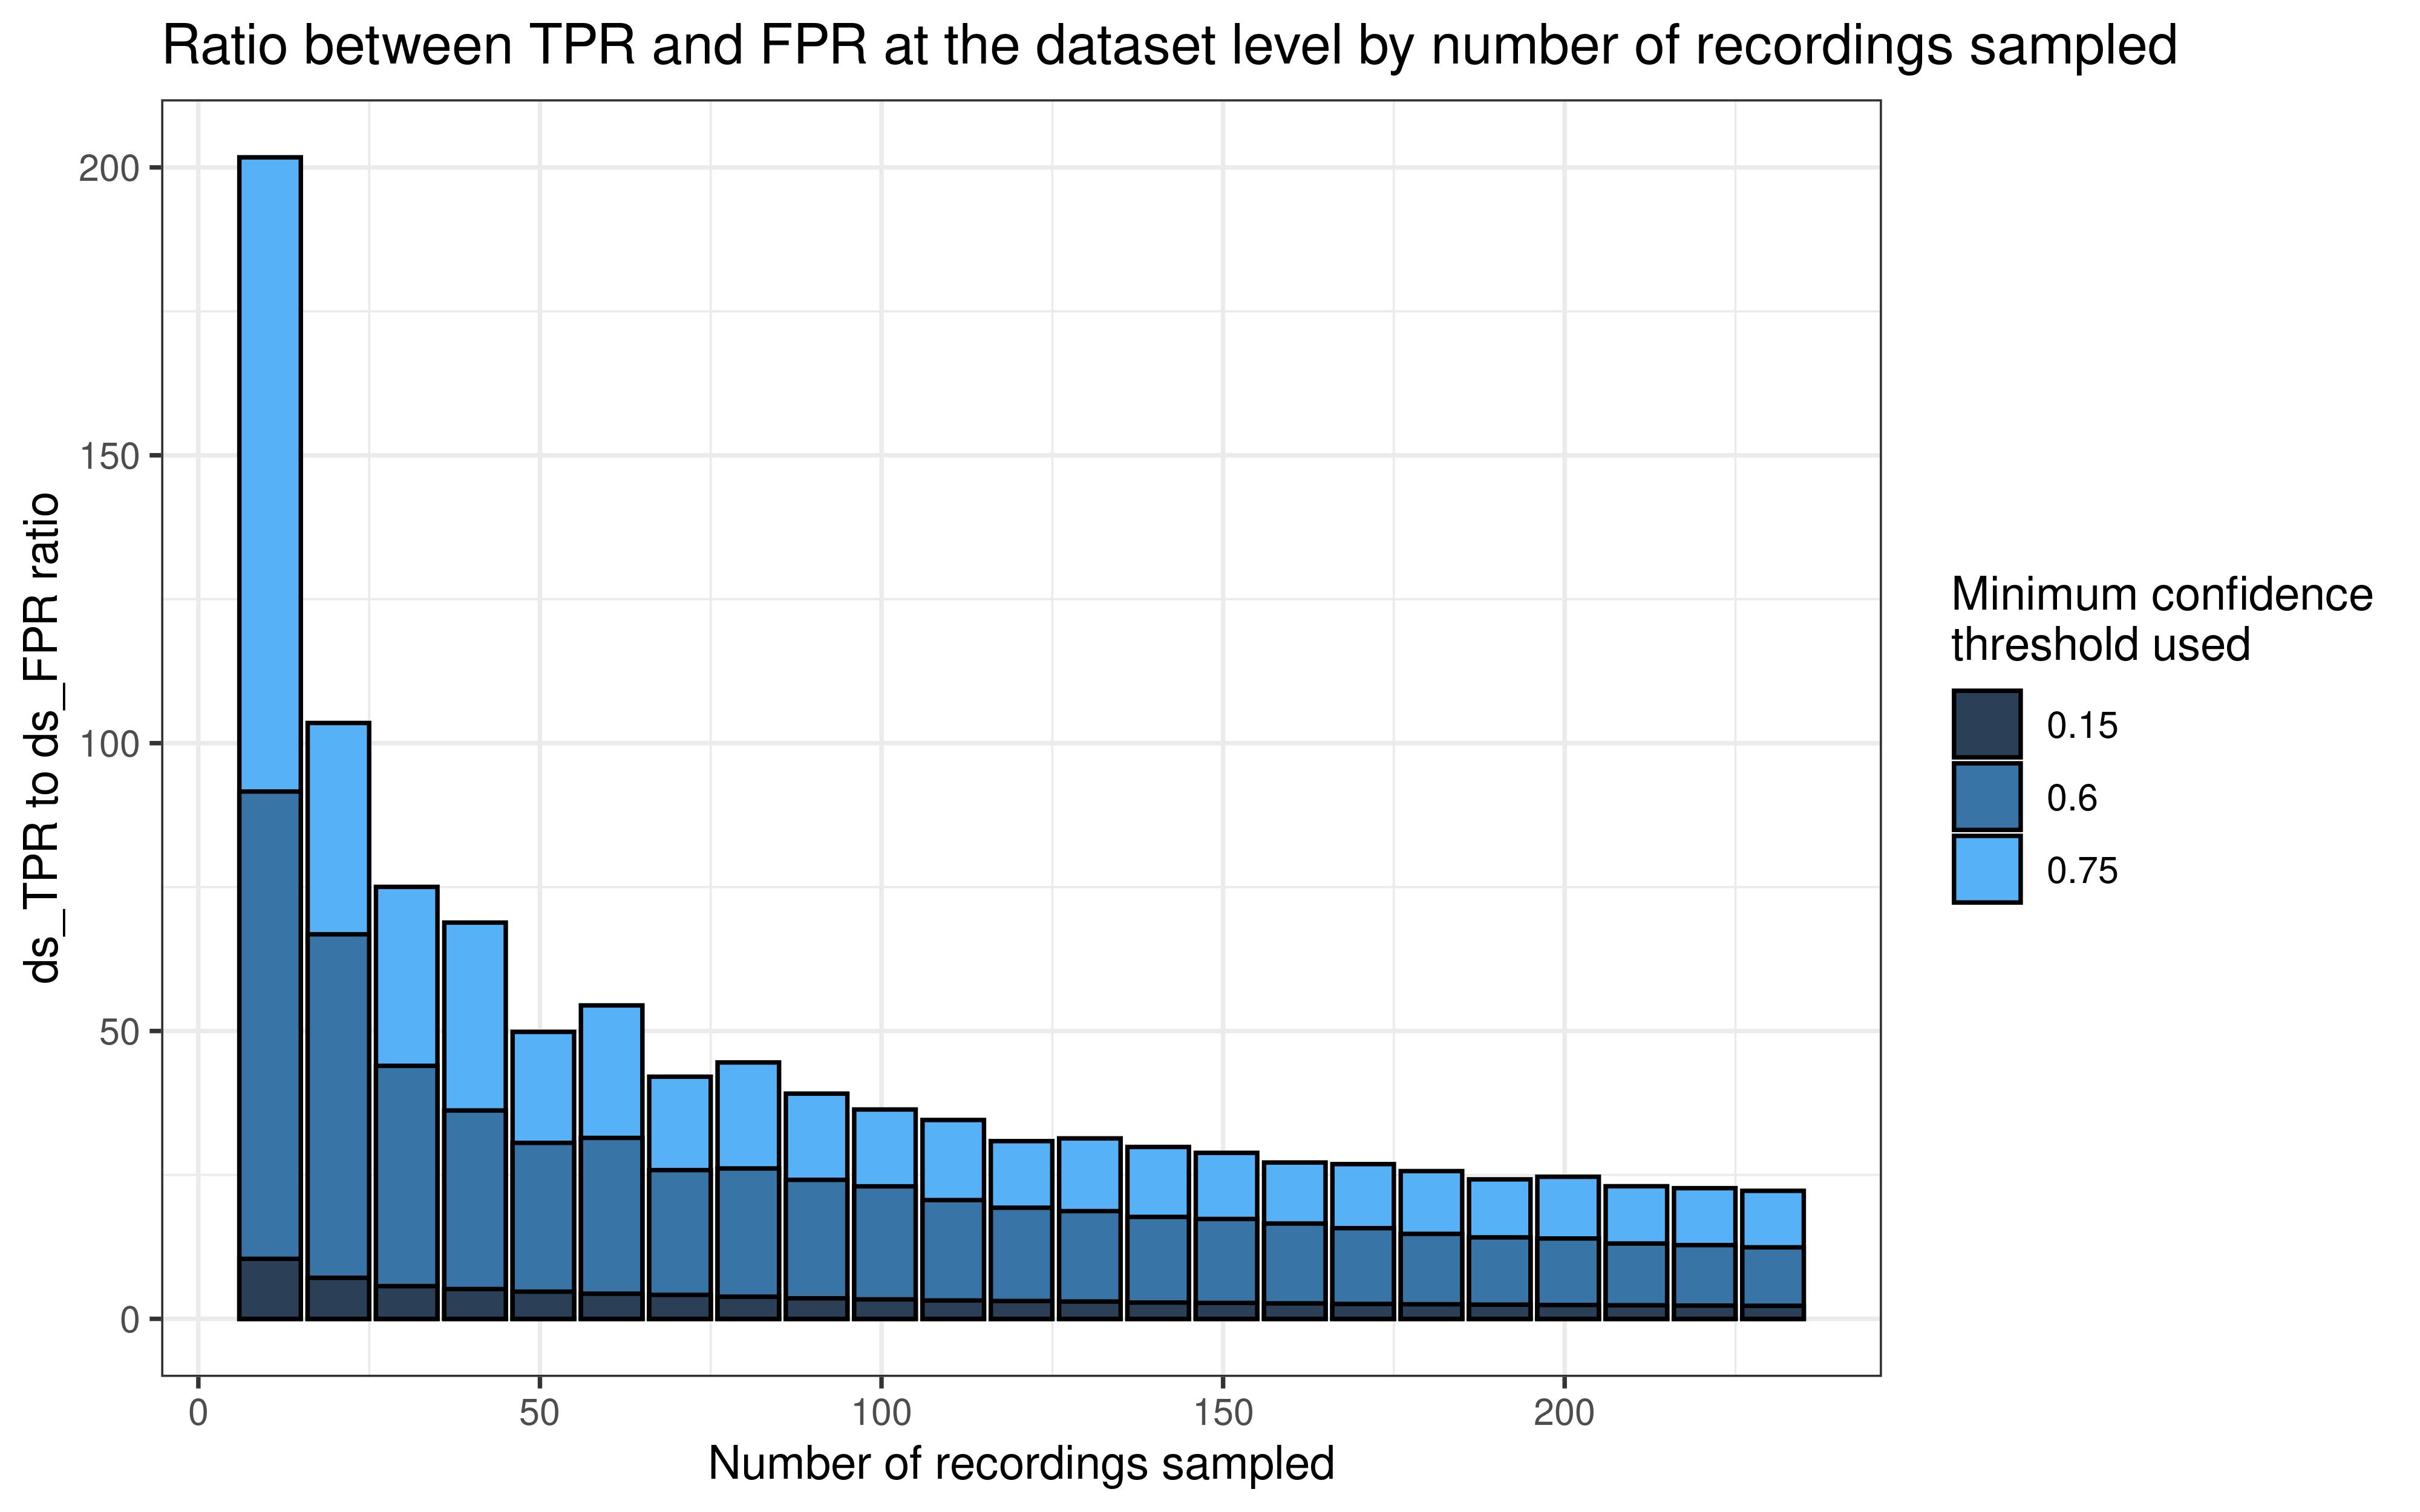 Ratio between TPR and FPR at the dataset level by number of recordings sampled
ds_TPR to ds_FPR ratio
200
150
100
50
0
0 50 100 150 200
Number of recordings sampled
Minimum confidence
threshold used
0.15
0.6
0.75